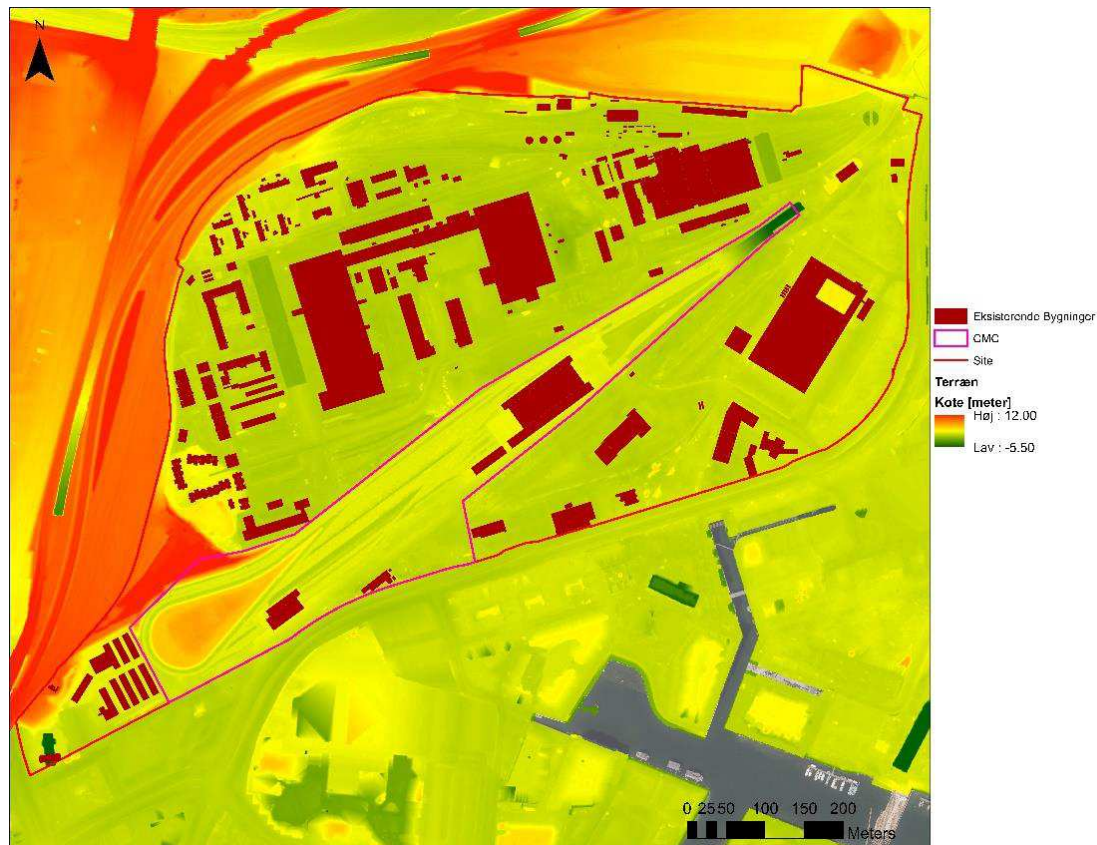 N
Eksisterende Bygninger
CMC
Site
Terræn
Kote [meter]
Høj : 12.00
Lav : -5.50
0 25 50 100 150 200
Meters